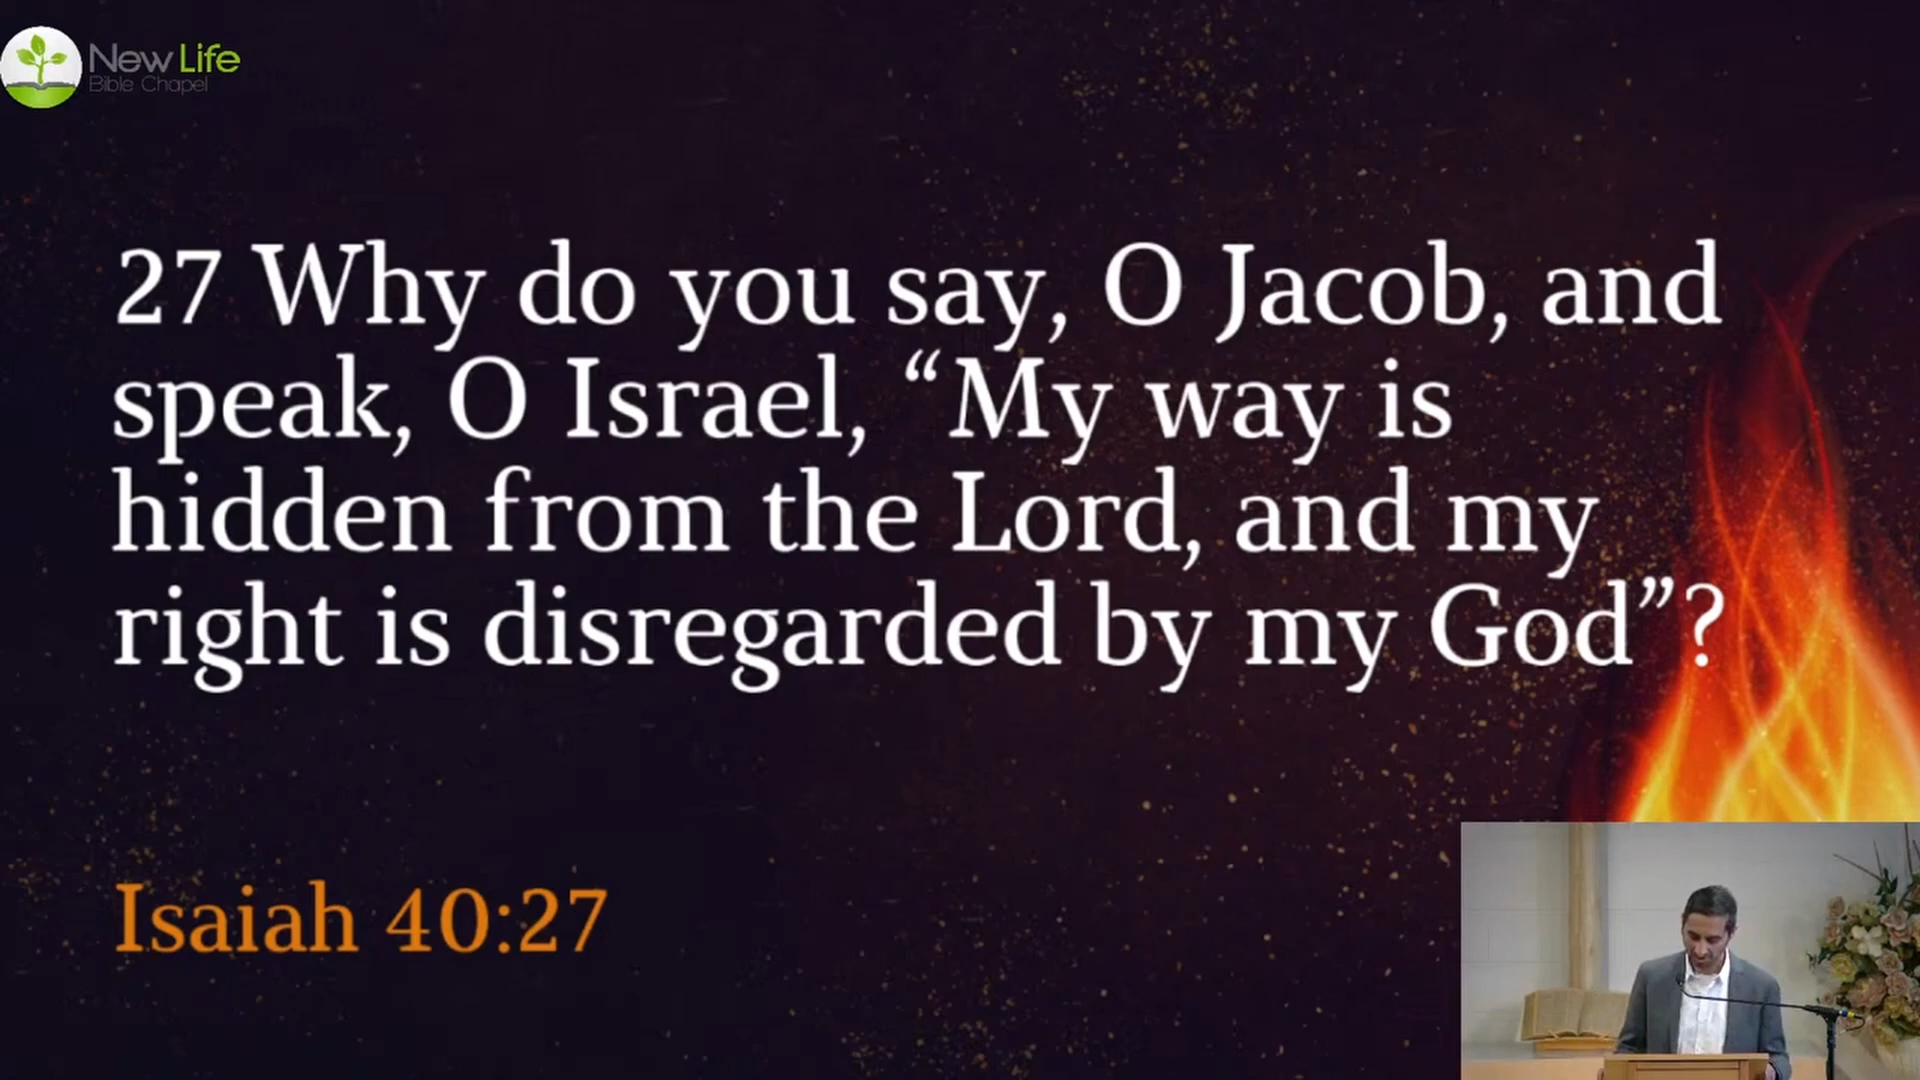 New Life
Bible Chapel
27 Why do you say, O Jacob, and
speak, O Israel, “My way is
hidden from the Lord, and my
right is disregarded by my God”?
Isaiah 40:27